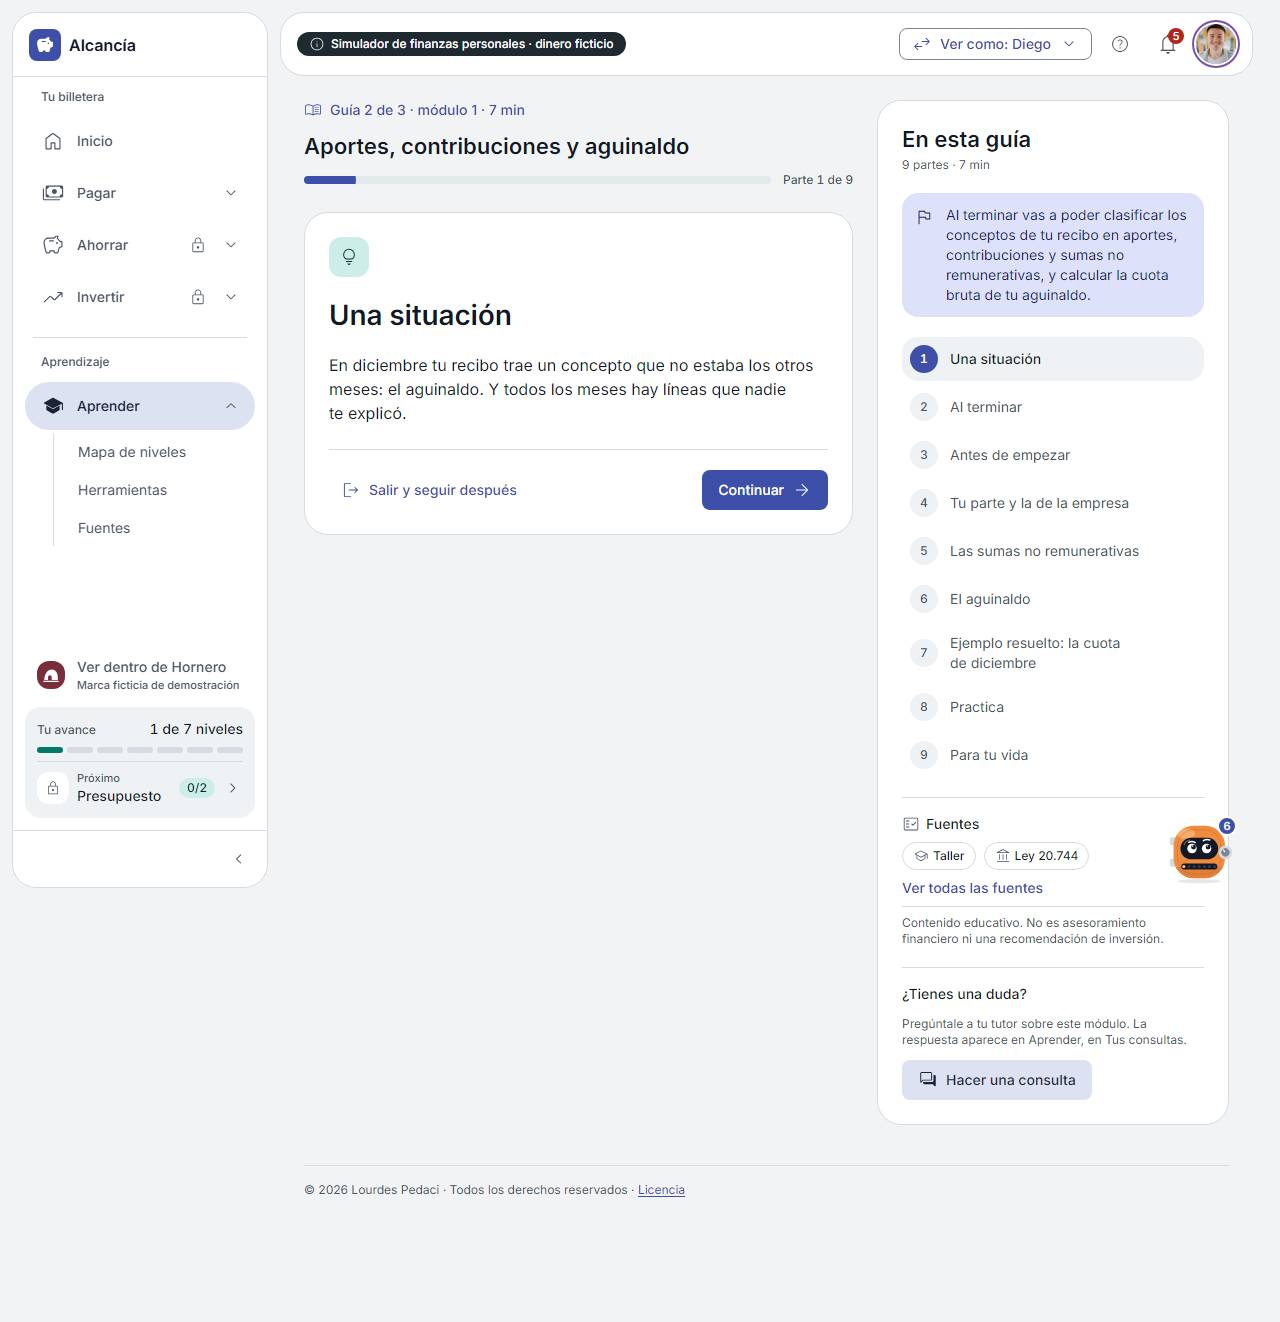 Alcancía
Tu billetera
Inicio
Pagar
Ahorrar
Invertir
Aprendizaje
Aprender
Mapa de niveles
Herramientas
Fuentes
Ver dentro de Hornero
Marca ficticia de demostración
Tu avance
1 de 7 niveles
Próximo
Presupuesto
0/2
Simulador de finanzas personales · dinero ficticio
Ver como: Diego
5
Guía 2 de 3 · módulo 1 · 7 min
Aportes, contribuciones y aguinaldo
Parte 1 de 9
Una situación
En diciembre tu recibo trae un concepto que no estaba los otros
meses: el aguinaldo. Y todos los meses hay líneas que nadie
te explicó.
Salir y seguir después
Continuar
En esta guía
9 partes · 7 min
Al terminar vas a poder clasificar los
conceptos de tu recibo en aportes,
contribuciones y sumas no
remunerativas, y calcular la cuota
bruta de tu aguinaldo.
1 Una situación
2 Al terminar
3 Antes de empezar
4 Tu parte y la de la empresa
5 Las sumas no remunerativas
6 El aguinaldo
7 Ejemplo resuelto: la cuota
de diciembre
8 Practica
9 Para tu vida
Fuentes
Taller
Ley 20.744
6
Ver todas las fuentes
Contenido educativo. No es asesoramiento
financiero ni una recomendación de inversión.
¿Tienes una duda?
Pregúntale a tu tutor sobre este módulo. La
respuesta aparece en Aprender, en Tus consultas.
Hacer una consulta
© 2026 Lourdes Pedaci · Todos los derechos reservados · Licencia